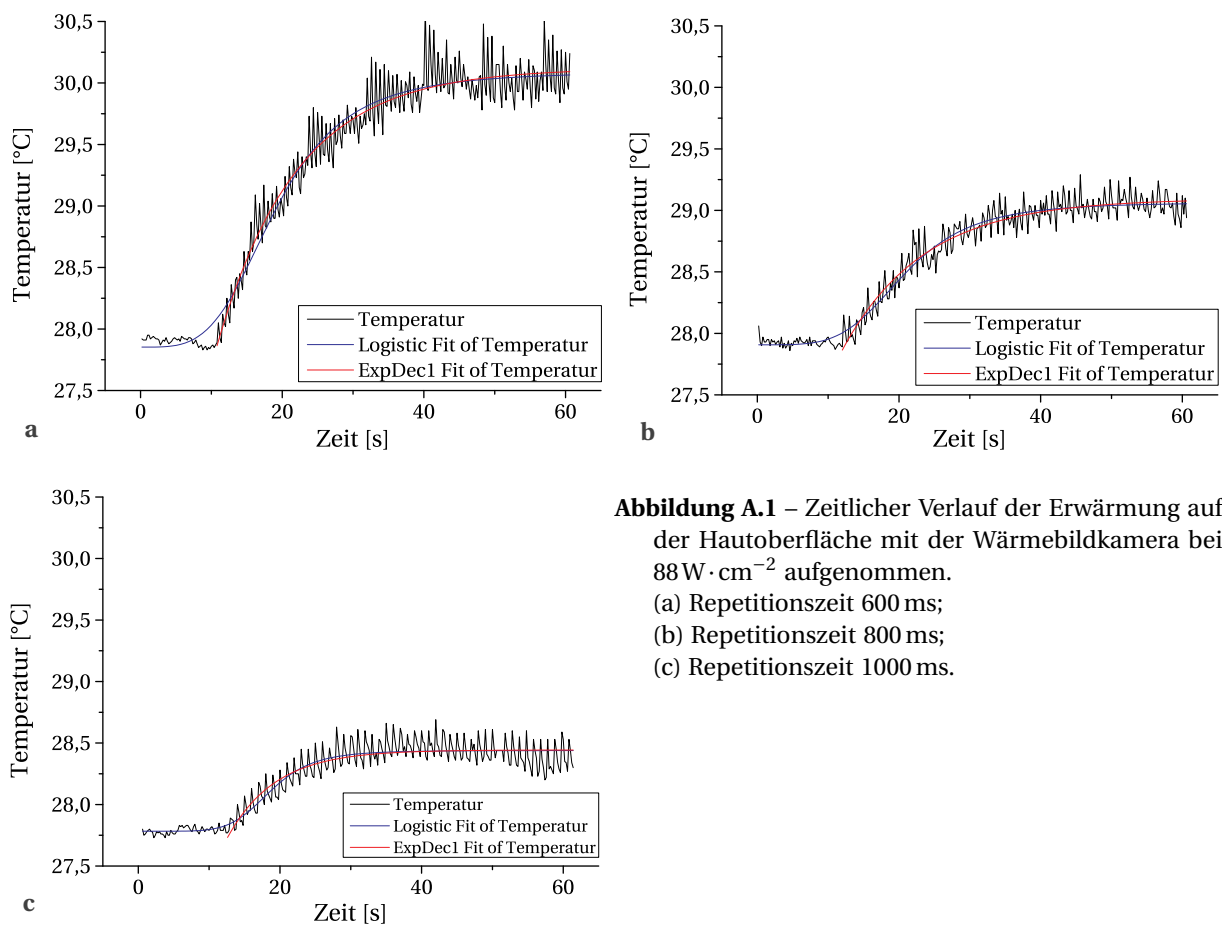 30,5
30,0
29,5
29,0
28,5
28,0
27,5
Temperatur [°C]
0 20 40 60
Zeit [s]
Temperatur
Logistic Fit of Temperatur
ExpDec1 Fit of Temperatur
a
30,5
30,0
29,5
29,0
28,5
28,0
27,5
Temperatur [°C]
0 20 40 60
Zeit [s]
Temperatur
Logistic Fit of Temperatur
ExpDec1 Fit of Temperatur
b
30,5
30,0
29,5
29,0
28,5
28,0
27,5
Temperatur [°C]
0 20 40 60
Zeit [s]
Temperatur
Logistic Fit of Temperatur
ExpDec1 Fit of Temperatur
c
Abbildung A.1 – Zeitlicher Verlauf der Erwärmung auf
der Hautoberfläche mit der Wärmebildkamera bei
88 W·cm⁻² aufgenommen.
(a) Repetitionszeit 600 ms;
(b) Repetitionszeit 800 ms;
(c) Repetitionszeit 1000 ms.